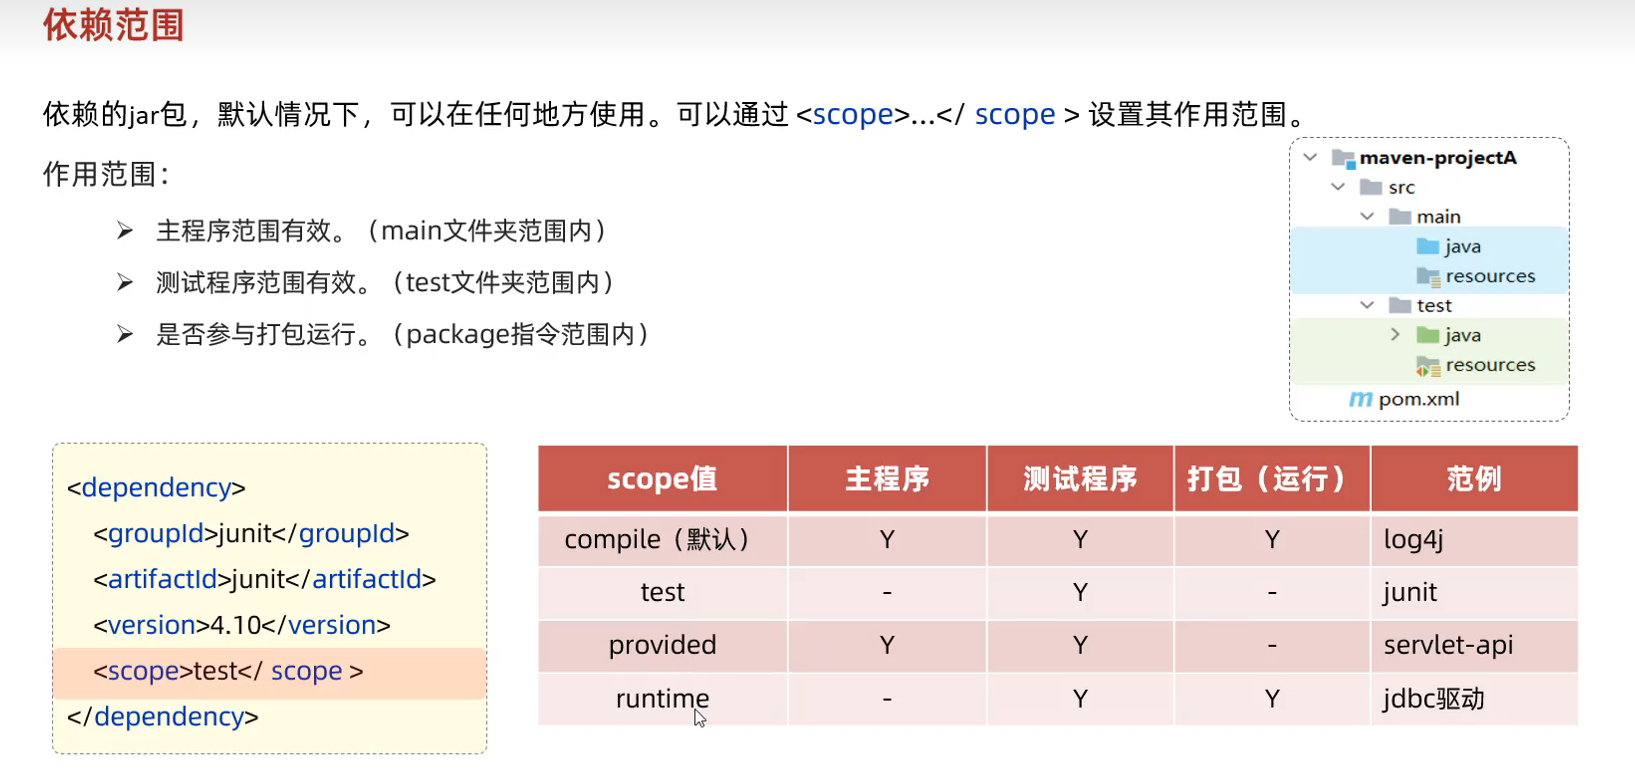 依赖范围
依赖的jar包，默认情况下，可以在任何地方使用。可以通过 <scope>...</ scope > 设置其作用范围。
作用范围：
➢ 主程序范围有效。（main文件夹范围内）
➢ 测试程序范围有效。（test文件夹范围内）
➢ 是否参与打包运行。（package指令范围内）
maven-projectA
src
main
java
resources
test
java
resources
pom.xml
<dependency>
<groupId>junit</groupId>
<artifactId>junit</artifactId>
<version>4.10</version>
<scope>test</ scope >
</dependency>
scope值 主程序 测试程序 打包（运行） 范例
compile（默认） Y Y Y log4j
test - Y - junit
provided Y Y - servlet-api
runtime - Y Y jdbc驱动